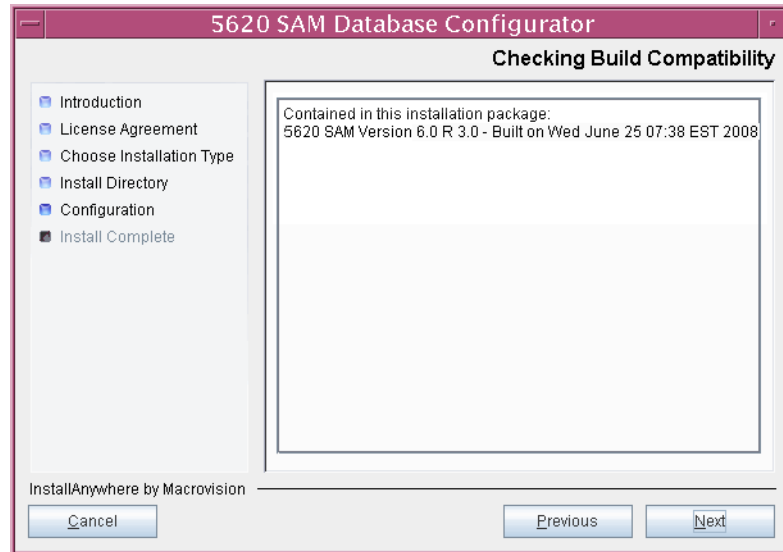 5620 SAM Database Configurator
Checking Build Compatibility
Introduction
License Agreement
Choose Installation Type
Install Directory
Configuration
Install Complete
Contained in this installation package:
5620 SAM Version 6.0 R 3.0 - Built on Wed June 25 07:38 EST 2008
InstallAnywhere by Macrovision
Cancel
Previous
Next